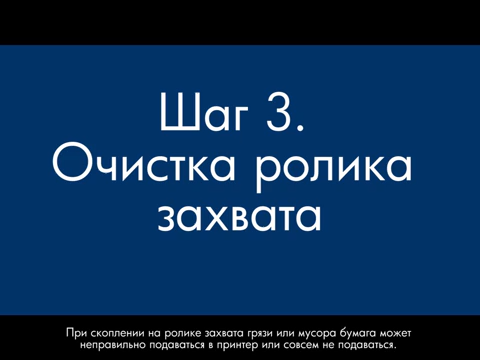 Шаг 3.
Очистка ролика
захвата
При скоплении на ролике захвата грязи или мусора бумага может
неправильно подаваться в принтер или совсем не подаваться.